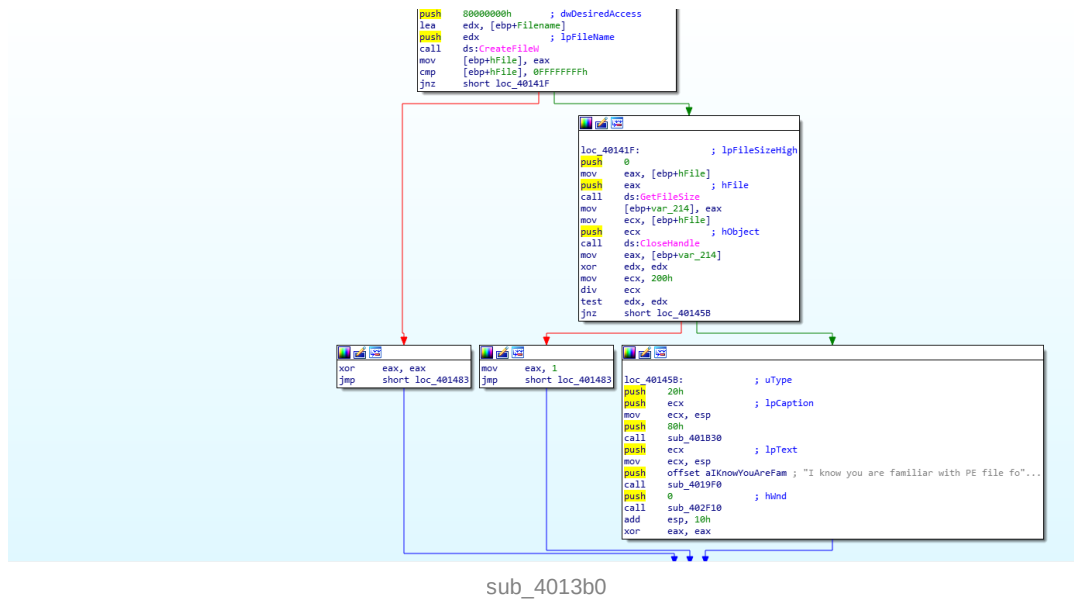 push 80000000h ; dwDesiredAccess
lea edx, [ebp+Filename]
push edx ; lpFileName
call ds:CreateFileW
mov [ebp+hFile], eax
cmp [ebp+hFile], 0FFFFFFFFh
jnz short loc_40141F
loc_40141F: ; lpFileSizeHigh
push 0
mov eax, [ebp+hFile]
push eax ; hFile
call ds:GetFileSize
mov [ebp+var_214], eax
mov ecx, [ebp+hFile]
push ecx ; hObject
call ds:CloseHandle
mov eax, [ebp+var_214]
xor edx, edx
mov ecx, 200h
div ecx
test edx, edx
jnz short loc_40145B
xor eax, eax
jmp short loc_401483
mov eax, 1
jmp short loc_401483
loc_40145B: ; uType
push 20h
push ecx ; lpCaption
mov ecx, esp
push 80h
call sub_401B30
push ecx ; lpText
mov ecx, esp
push offset aIKnowYouAreFam ; "I know you are familiar with PE file fo"...
call sub_4019F0
push 0 ; hWnd
call sub_402F10
add esp, 10h
xor eax, eax
sub_4013b0